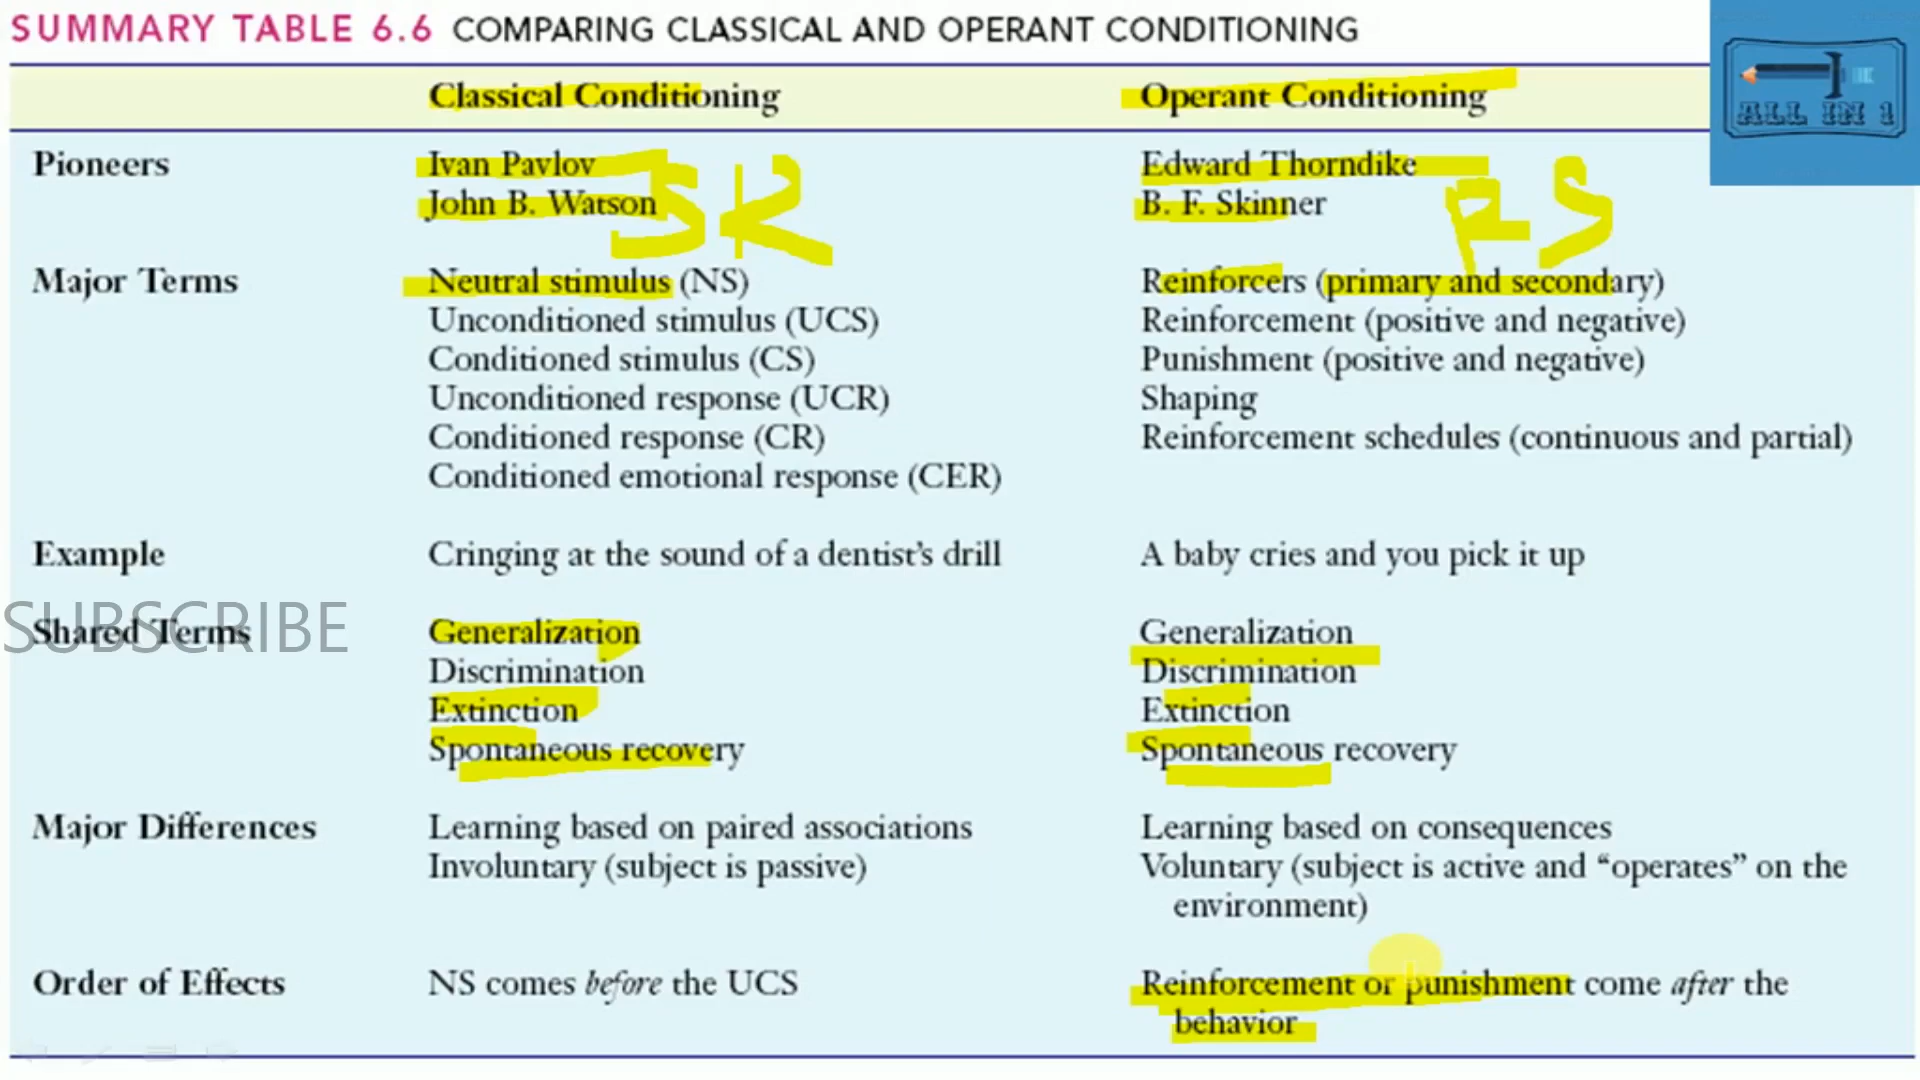 SUMMARY TABLE 6.6 COMPARING CLASSICAL AND OPERANT CONDITIONING
ALL IN 1
Classical Conditioning Operant Conditioning
Pioneers Ivan Pavlov Edward Thorndike
John B. Watson B. F. Skinner
SR RS
Major Terms Neutral stimulus (NS) Reinforcers (primary and secondary)
Unconditioned stimulus (UCS) Reinforcement (positive and negative)
Conditioned stimulus (CS) Punishment (positive and negative)
Unconditioned response (UCR) Shaping
Conditioned response (CR) Reinforcement schedules (continuous and partial)
Conditioned emotional response (CER)
Example Cringing at the sound of a dentist's drill A baby cries and you pick it up
SUBSCRIBE
Shared Terms Generalization Generalization
Discrimination Discrimination
Extinction Extinction
Spontaneous recovery Spontaneous recovery
Major Differences Learning based on paired associations Learning based on consequences
Involuntary (subject is passive) Voluntary (subject is active and “operates” on the
environment)
Order of Effects NS comes before the UCS Reinforcement or punishment come after the
behavior